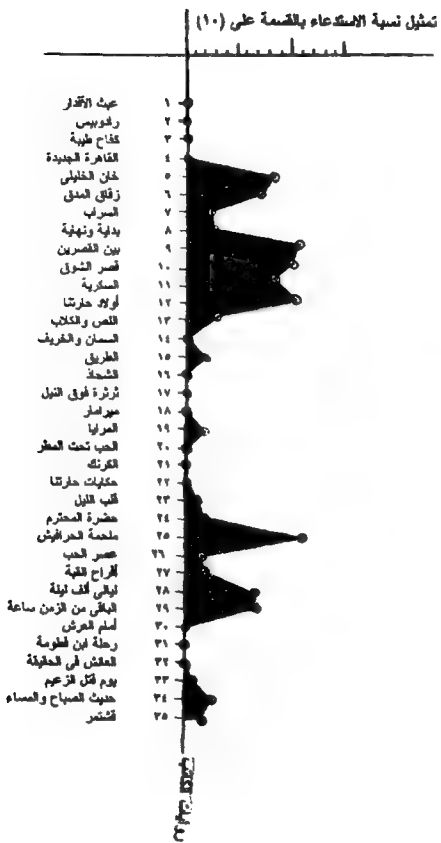 تمثيل نسبة الاستدعاء بالقسمة على (١٠)
١ عبث الأقدار
٢ رادوبيس
٣ كفاح طيبة
٤ القاهرة الجديدة
٥ خان الخليلى
٦ زقاق المدق
٧ السراب
٨ بداية ونهاية
٩ بين القصرين
١٠ قصر الشوق
١١ السكرية
١٢ أولاد حارتنا
١٣ اللص والكلاب
١٤ السمان والخريف
١٥ الطريق
١٦ الشحاذ
١٧ ثرثرة فوق النيل
١٨ ميرامار
١٩ المرايا
٢٠ الحب تحت المطر
٢١ الكرنك
٢٢ حكايات حارتنا
٢٣ قلب الليل
٢٤ حضرة المحترم
٢٥ ملحمة الحرافيش
٢٦ عصر الحب
٢٧ أفراح القبة
٢٨ ليالى ألف ليلة
٢٩ الباقى من الزمن ساعة
٣٠ أمام العرش
٣١ رحلة ابن فطومة
٣٢ العائش فى الحقيقة
٣٣ يوم قتل الزعيم
٣٤ حديث الصباح والمساء
٣٥ قشتمر